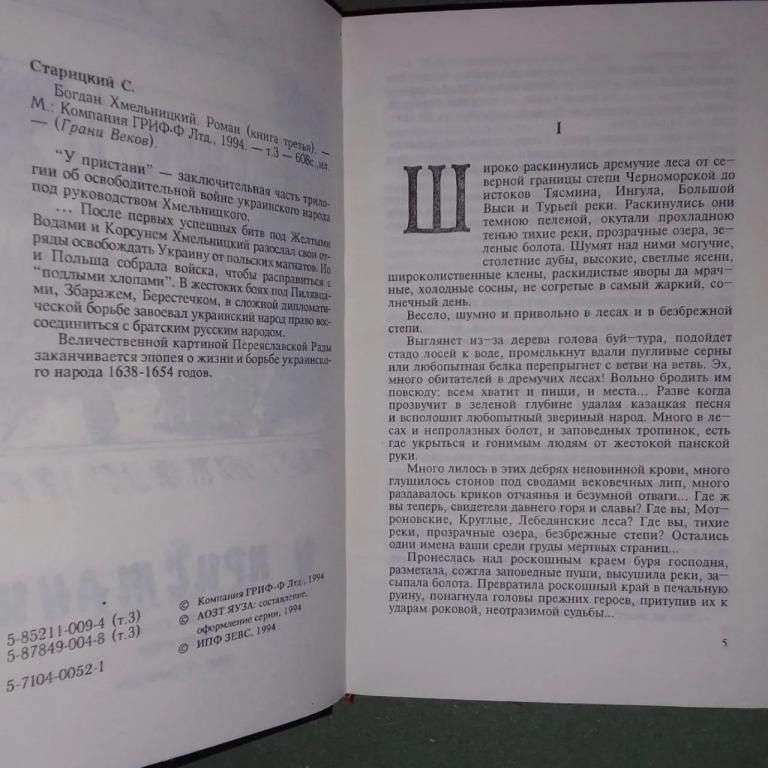 Старицкий С.
Богдан Хмельницкий. Роман (книга третья). —
М.: Компания ГРИФ-Ф Лтд., 1994. — т.3 — 608с.,ил.
— (Грани Веков).
"У пристани" — заключительная часть трило-
гии об освободительной войне украинского народа
под руководством Хмельницкого.
... После первых успешных битв под Желтыми
Водами и Корсунем Хмельницкий разослал свои от-
ряды освобождать Украину от польских магнатов. Но
и Польша собрала войска, чтобы расправиться с
"подлыми хлопами". В жестоких боях под Пилявца-
ми, Збаражем, Берестечком, в сложной дипломати-
ческой борьбе завоевал украинский народ право вос-
соединиться с братским русским народом.
Величественной картиной Переяславской Рады
заканчивается эпопея о жизни и борьбе украинско-
го народа 1638-1654 годов.
5-85211-009-4 (т.3)
5-87849-004-8 (т.3)
5-7104-0052-1
© Компания ГРИФ-Ф Лтд., 1994
© АОЗТ ЯУЗА: составление,
оформление серии, 1994
© ИПФ ЗЕВС, 1994
I
Широко раскинулись дремучие леса от се-
верной границы степи Черноморской до
истоков Тясмина, Ингула, Большой
Выси и Турьей реки. Раскинулись они
темной пеленой, окутали прохладною
тенью тихие реки, прозрачные озера, зе-
леные болота. Шумят над ними могучие,
столетние дубы, высокие, светлые ясени,
широколиственные клены, раскидистые яворы да мрач-
ные, холодные сосны, не согретые в самый жаркий, со-
лнечный день.
Весело, шумно и привольно в лесах и в безбрежной
степи.
Выглянет из-за дерева голова буй-тура, подойдет
стадо лосей к воде, промелькнут вдали пугливые серны
или любопытная белка перепрыгнет с ветви на ветвь. Эх,
много обитателей в дремучих лесах! Вольно бродить им
повсюду: всем хватит и пищи, и места... Разве когда
прозвучит в зеленой глубине удалая казацкая песня
и всполошит любопытный звериный народ. Много в ле-
сах и непролазных болот, и заповедных тропинок, есть
где укрыться и гонимым людям от жестокой панской
руки.
Много лилось в этих дебрях неповинной крови, много
глушилось стонов под сводами вековечных лип, много
раздавалось криков отчаянья и безумной отваги... Где ж
вы теперь, свидетели давнего горя и славы? Где вы, Мот-
роновские, Круглые, Лебедянские леса? Где вы, тихие
реки, прозрачные озера, безбрежные степи? Остались
одни имена ваши среди груды мертвых страниц...
Пронеслась над роскошным краем буря господня,
разметала, сожгла заповедные пущи, высушила реки, за-
сыпала болота. Превратила роскошный край в печальную
руину, понагнула головы прежних героев, притупив их к
ударам роковой, неотразимой судьбы...
5